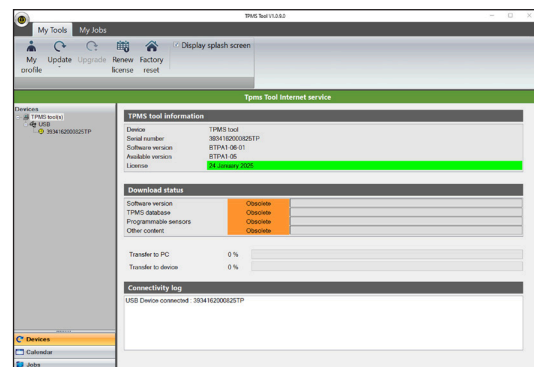 TPMS Tool V1.0.9.0
My Tools My Jobs
My profile
Update
Upgrade
Renew license
Factory reset
Display splash screen
Tpms Tool Internet service
Devices
TPMS tool(s)
USB
3934162000825TP
TPMS tool information
Device TPMS tool
Serial number 3934162000825TP
Software version BTPA1-06-01
Available version BTPA1-05
License 24 January 2025
Download status
Software version Obsolete
TPMS database Obsolete
Programmable sensors Obsolete
Other content Obsolete
Transfer to PC 0 %
Transfer to device 0 %
Connectivity log
USB Device connected : 3934162000825TP
Devices
Calendar
Jobs